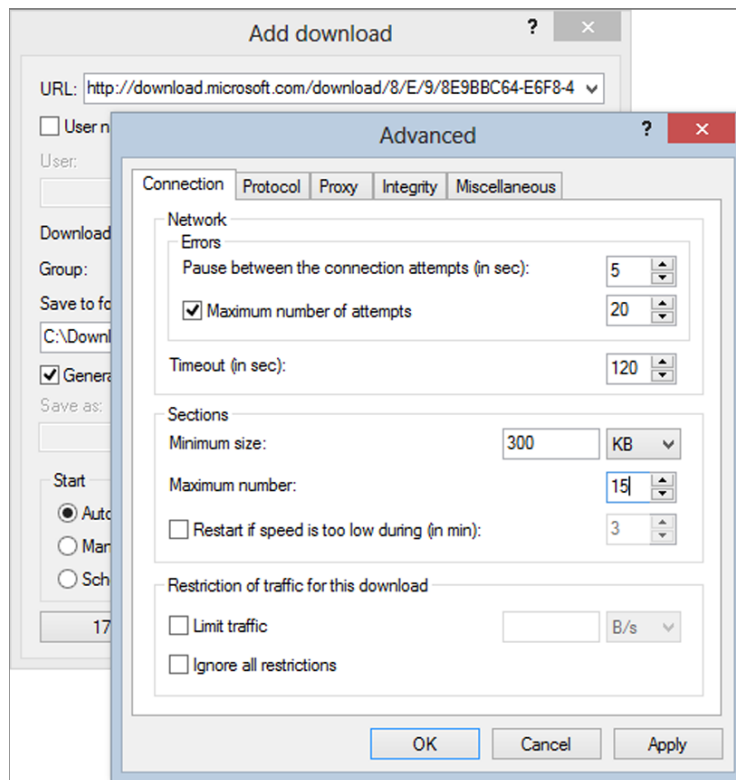 Add download
?
URL: http://download.microsoft.com/download/8/E/9/8E9BBC64-E6F8-4
User n
User:
Download
Group:
Save to fo
C:\Downl
Genera
Save as:
Start
Auto
Man
Sch
17
Advanced
?
Connection Protocol Proxy Integrity Miscellaneous
Network
Errors
Pause between the connection attempts (in sec): 5
Maximum number of attempts 20
Timeout (in sec): 120
Sections
Minimum size: 300 KB
Maximum number: 15
Restart if speed is too low during (in min): 3
Restriction of traffic for this download
Limit traffic B/s
Ignore all restrictions
OK Cancel Apply